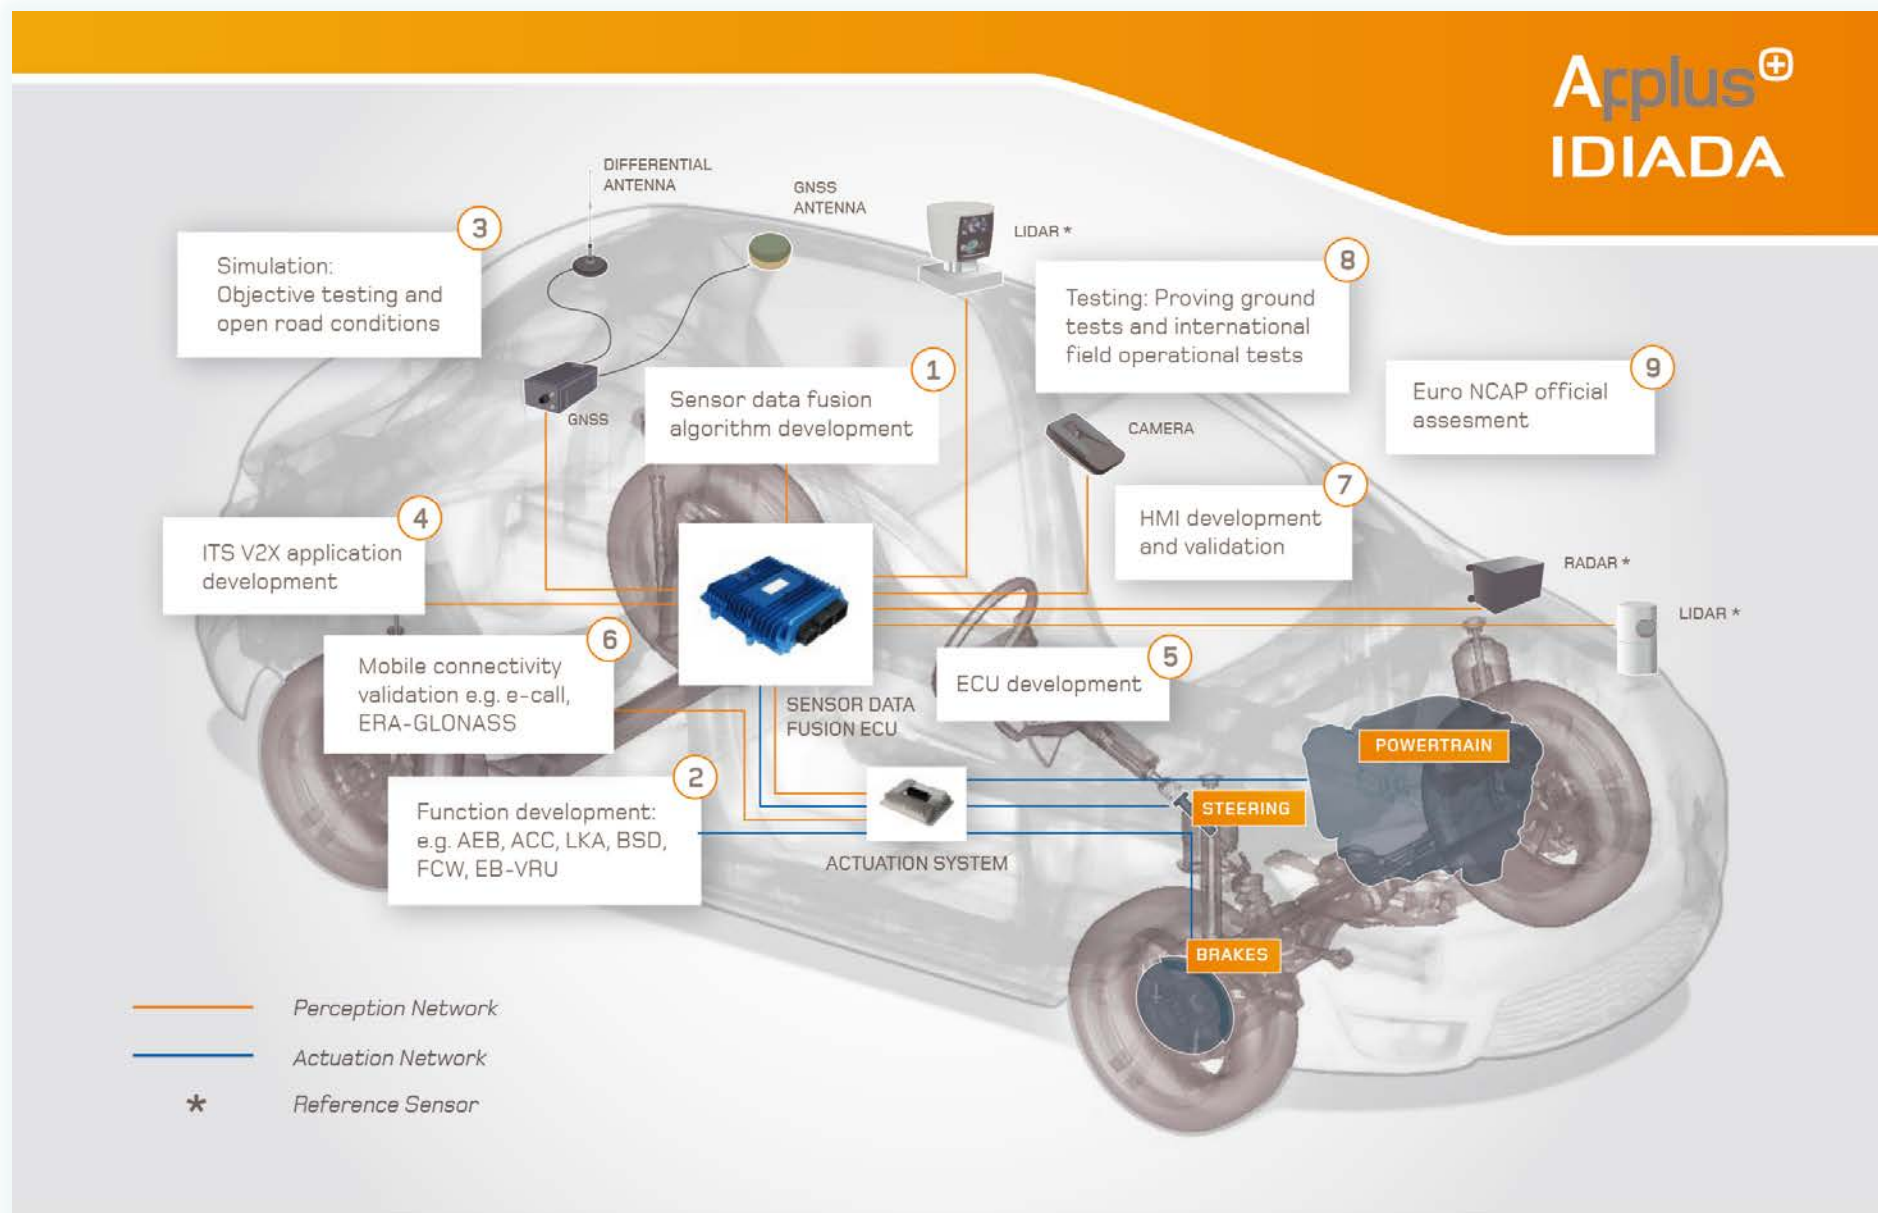 Applus+
IDIADA
DIFFERENTIAL
ANTENNA
GNSS
ANTENNA
LIDAR *
3
Simulation:
Objective testing and
open road conditions
8
Testing: Proving ground
tests and international
field operational tests
1
Sensor data fusion
algorithm development
GNSS
9
Euro NCAP official
assesment
CAMERA
7
HMI development
and validation
4
ITS V2X application
development
RADAR *
LIDAR *
6
Mobile connectivity
validation e.g. e-call,
ERA-GLONASS
SENSOR DATA
FUSION ECU
5
ECU development
POWERTRAIN
2
Function development:
e.g. AEB, ACC, LKA, BSD,
FCW, EB-VRU
STEERING
ACTUATION SYSTEM
BRAKES
Perception Network
Actuation Network
* Reference Sensor